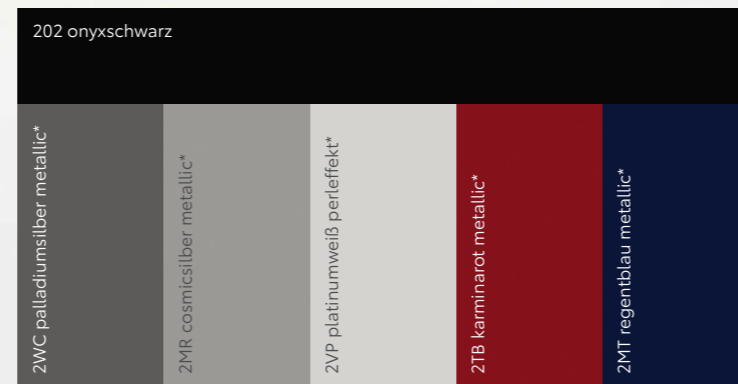 202 onyxschwarz
2WC palladiumsilber metallic*
2MR cosmicsilber metallic*
2VP platinumweiß perleffekt*
2TB karminarot metallic*
2MT regentblau metallic*